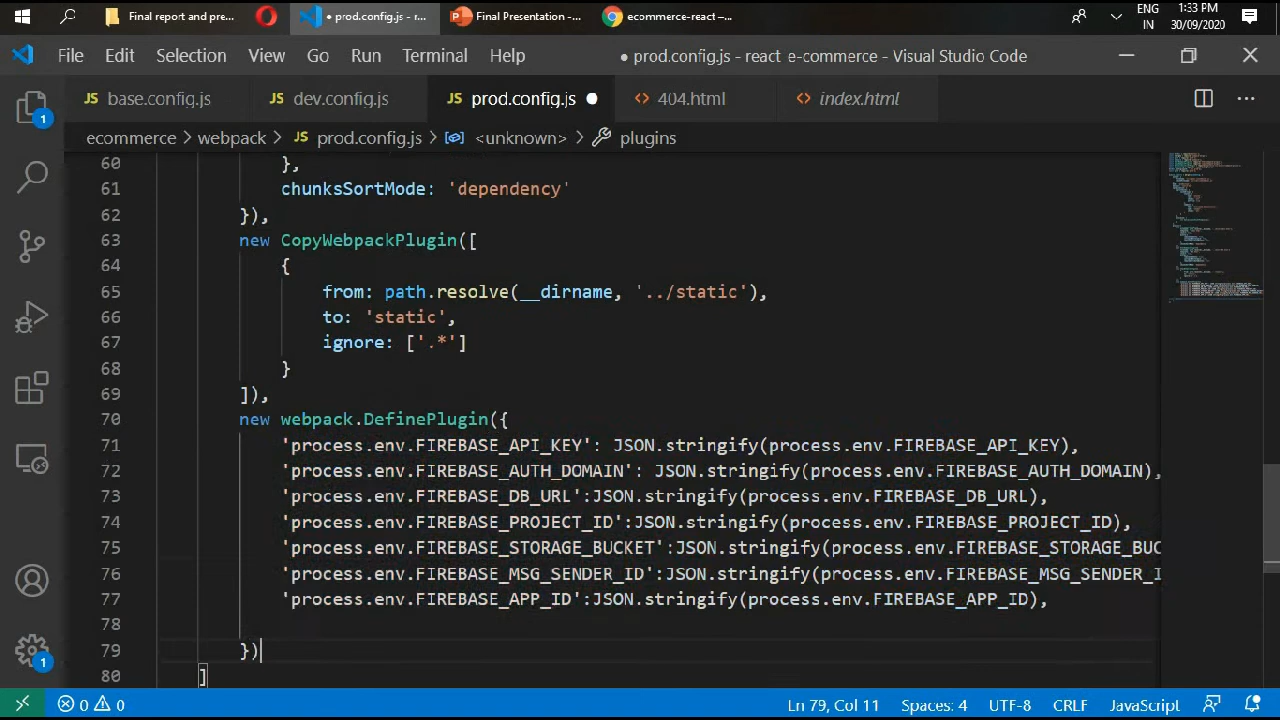 Final report and pre...
prod.config.js - r...
Final Presentation -...
ecommerce-react –...
ENG
IN
1:33 PM
30/09/2020
File Edit Selection View Go Run Terminal Help
● prod.config.js - react e-commerce - Visual Studio Code
JS base.config.js
JS dev.config.js
JS prod.config.js ●
<> 404.html
<> index.html
ecommerce > webpack > JS prod.config.js > <unknown> > plugins
60 },
61 chunksSortMode: 'dependency'
62 }),
63 new CopyWebpackPlugin([
64 {
65 from: path.resolve(__dirname, '../static'),
66 to: 'static',
67 ignore: ['.*']
68 }
69 ]),
70 new webpack.DefinePlugin({
71 'process.env.FIREBASE_API_KEY': JSON.stringify(process.env.FIREBASE_API_KEY),
72 'process.env.FIREBASE_AUTH_DOMAIN': JSON.stringify(process.env.FIREBASE_AUTH_DOMAIN),
73 'process.env.FIREBASE_DB_URL':JSON.stringify(process.env.FIREBASE_DB_URL),
74 'process.env.FIREBASE_PROJECT_ID':JSON.stringify(process.env.FIREBASE_PROJECT_ID),
75 'process.env.FIREBASE_STORAGE_BUCKET':JSON.stringify(process.env.FIREBASE_STORAGE_BUC
76 'process.env.FIREBASE_MSG_SENDER_ID':JSON.stringify(process.env.FIREBASE_MSG_SENDER_I
77 'process.env.FIREBASE_APP_ID':JSON.stringify(process.env.FIREBASE_APP_ID),
78
79 })
80 ]
1
1
0 0
Ln 79, Col 11 Spaces: 4 UTF-8 CRLF JavaScript